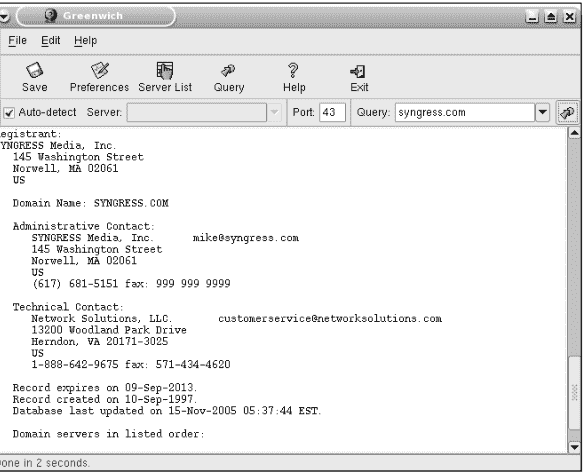 Greenwich
File Edit Help
Save Preferences Server List Query Help Exit
Auto-detect Server: Port: 43 Query: syngress.com
egistrant:
YNGRESS Media, Inc.
145 Washington Street
Norwell, MA 02061
US
Domain Name: SYNGRESS.COM
Administrative Contact:
SYNGRESS Media, Inc. mike@syngress.com
145 Washington Street
Norwell, MA 02061
US
(617) 681-5151 fax: 999 999 9999
Technical Contact:
Network Solutions, LLC. customerservice@networksolutions.com
13200 Woodland Park Drive
Herndon, VA 20171-3025
US
1-888-642-9675 fax: 571-434-4620
Record expires on 09-Sep-2013.
Record created on 10-Sep-1997.
Database last updated on 15-Nov-2005 05:37:44 EST.
Domain servers in listed order:
one in 2 seconds.